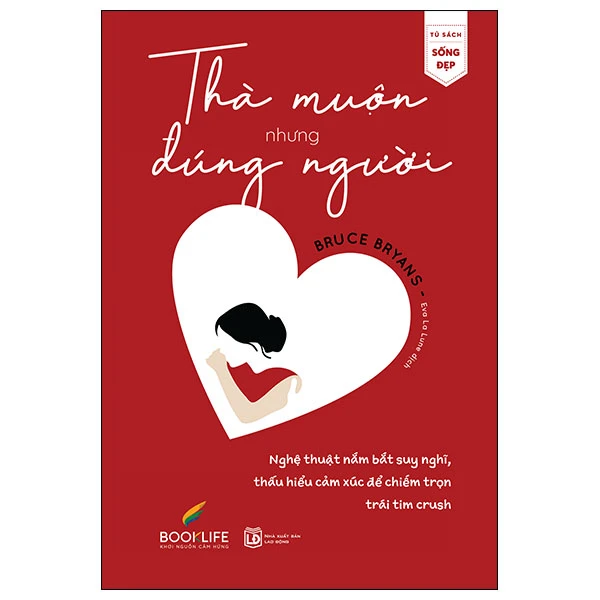 TỦ SÁCH
SỐNG
ĐẸP
Thà muộn
nhưng
đúng người
BRUCE BRYANS -
Eva La Lune dịch
Nghệ thuật nắm bắt suy nghĩ,
thấu hiểu cảm xúc để chiếm trọn
trái tim crush
BOOKLIFE
KHƠI NGUỒN CẢM HỨNG
LĐ
NHÀ XUẤT BẢN
LAO ĐỘNG